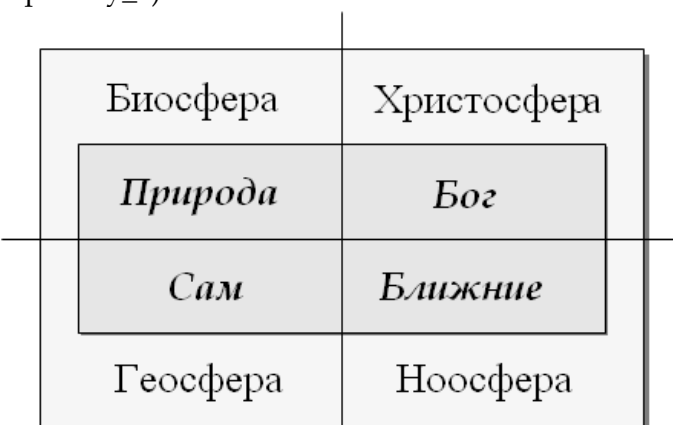 Биосфера Христосфера
Природа Бог
Сам Ближние
Геосфера Ноосфера